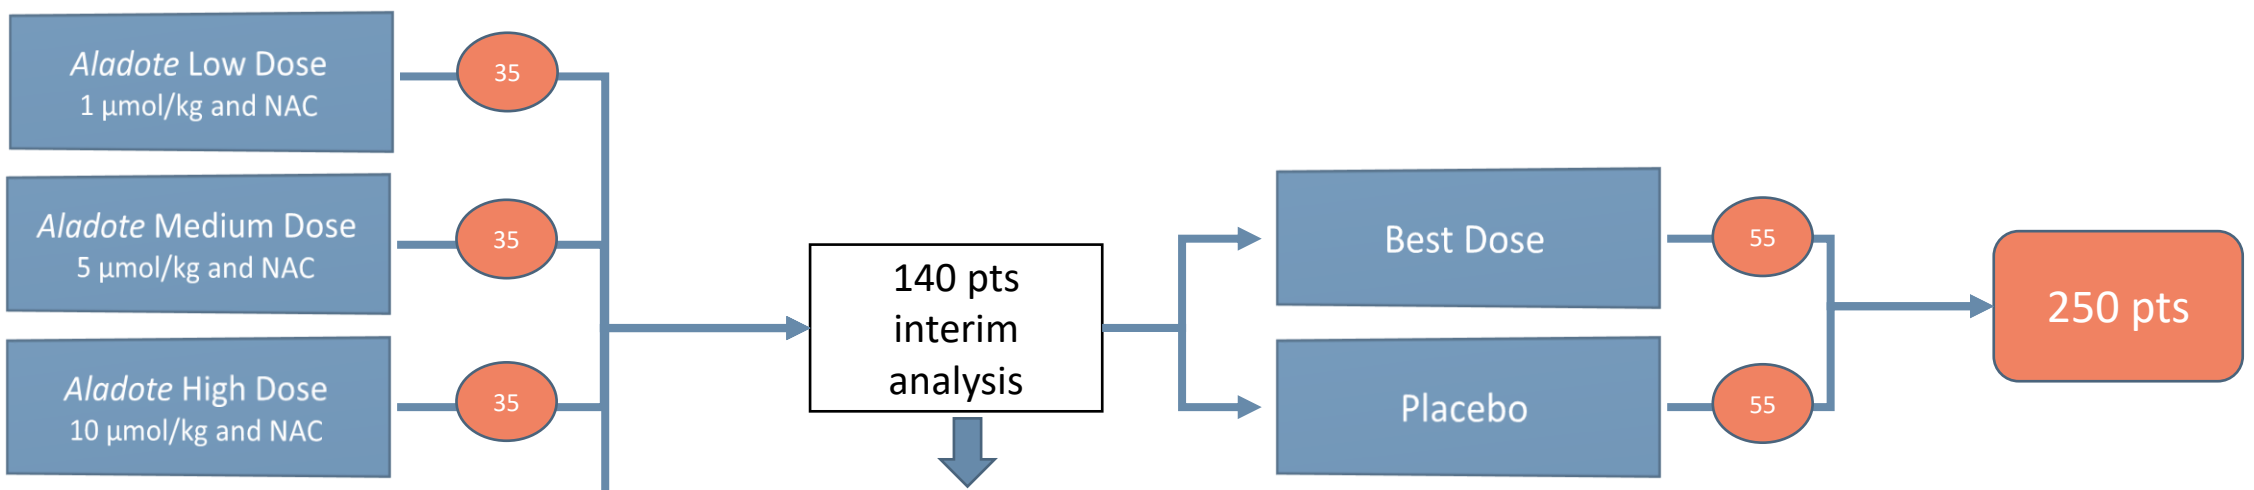 Aladote Low Dose
1 µmol/kg and NAC
35
Aladote Medium Dose
5 µmol/kg and NAC
35
Aladote High Dose
10 µmol/kg and NAC
35
140 pts
interim
analysis
Best Dose
55
Placebo
55
250 pts